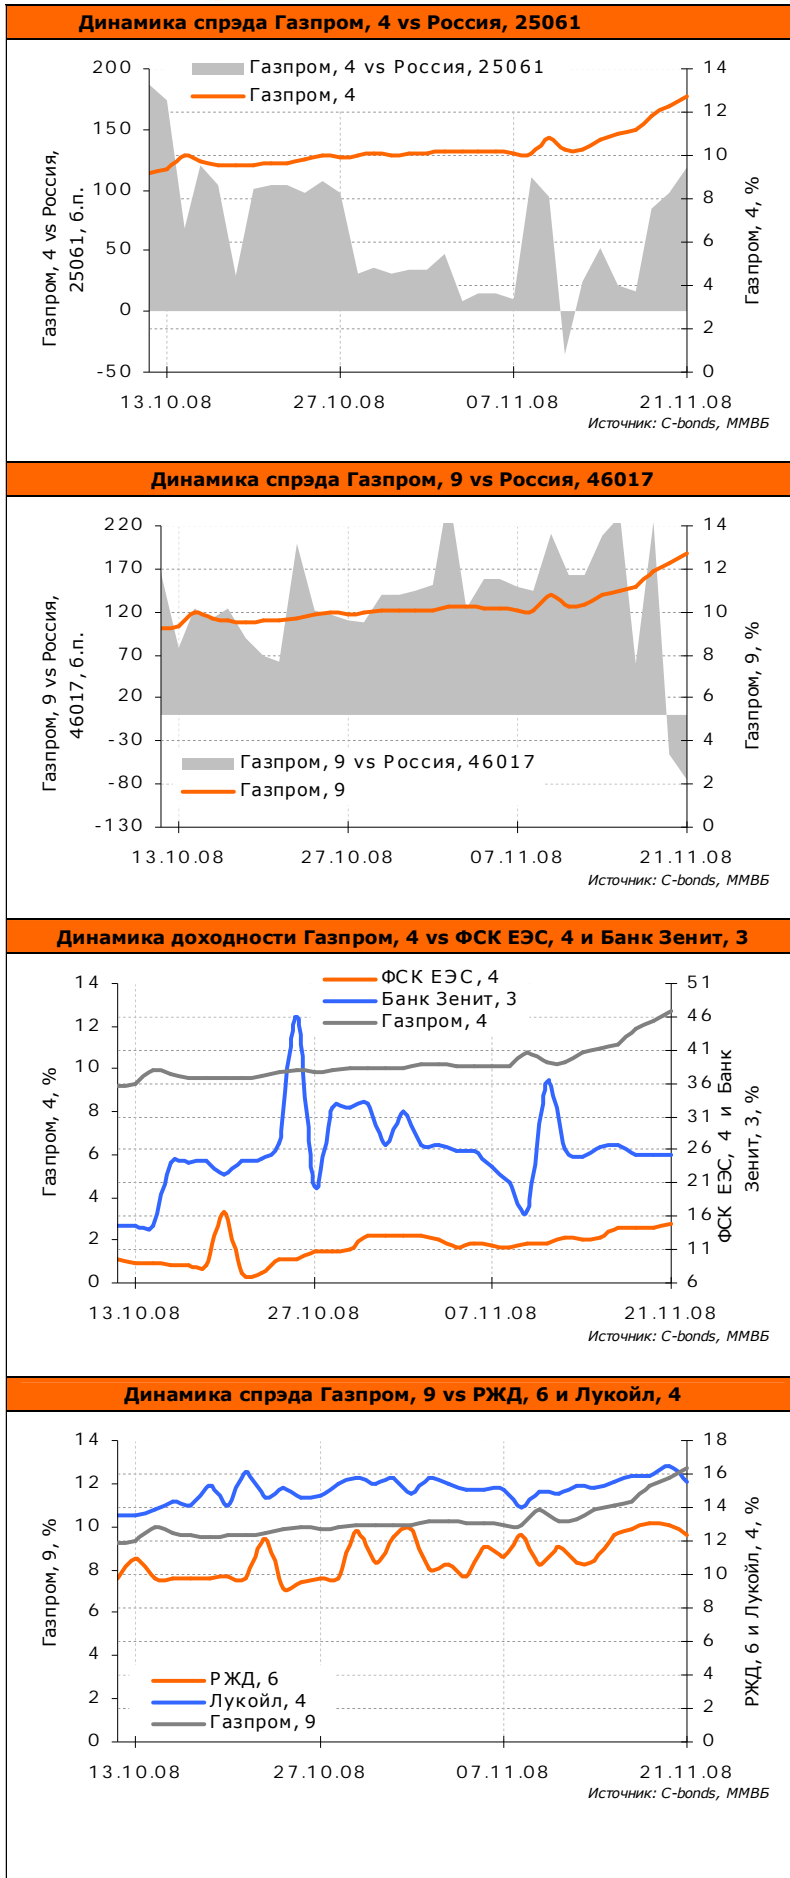 Динамика спрэда Газпром, 4 vs Россия, 25061
Газпром, 4 vs Россия, 25061
Газпром, 4
200
150
100
50
0
-50
14
12
10
8
6
4
2
0
Газпром, 4 vs Россия,
25061, б.п.
Газпром, 4, %
13.10.08 27.10.08 07.11.08 21.11.08
Источник: C-bonds, ММВБ
Динамика спрэда Газпром, 9 vs Россия, 46017
220
170
120
70
20
-30
-80
-130
14
12
10
8
6
4
2
0
Газпром, 9 vs Россия,
46017, б.п.
Газпром, 9, %
Газпром, 9 vs Россия, 46017
Газпром, 9
13.10.08 27.10.08 07.11.08 21.11.08
Источник: C-bonds, ММВБ
Динамика доходности Газпром, 4 vs ФСК ЕЭС, 4 и Банк Зенит, 3
ФСК ЕЭС, 4
Банк Зенит, 3
Газпром, 4
14
12
10
8
6
4
2
0
51
46
41
36
31
26
21
16
11
6
Газпром, 4, %
ФСК ЕЭС, 4 и Банк
Зенит, 3, %
13.10.08 27.10.08 07.11.08 21.11.08
Источник: C-bonds, ММВБ
Динамика спрэда Газпром, 9 vs РЖД, 6 и Лукойл, 4
14
12
10
8
6
4
2
0
18
16
14
12
10
8
6
4
2
0
Газпром, 9, %
РЖД, 6 и Лукойл, 4, %
РЖД, 6
Лукойл, 4
Газпром, 9
13.10.08 27.10.08 07.11.08 21.11.08
Источник: C-bonds, ММВБ